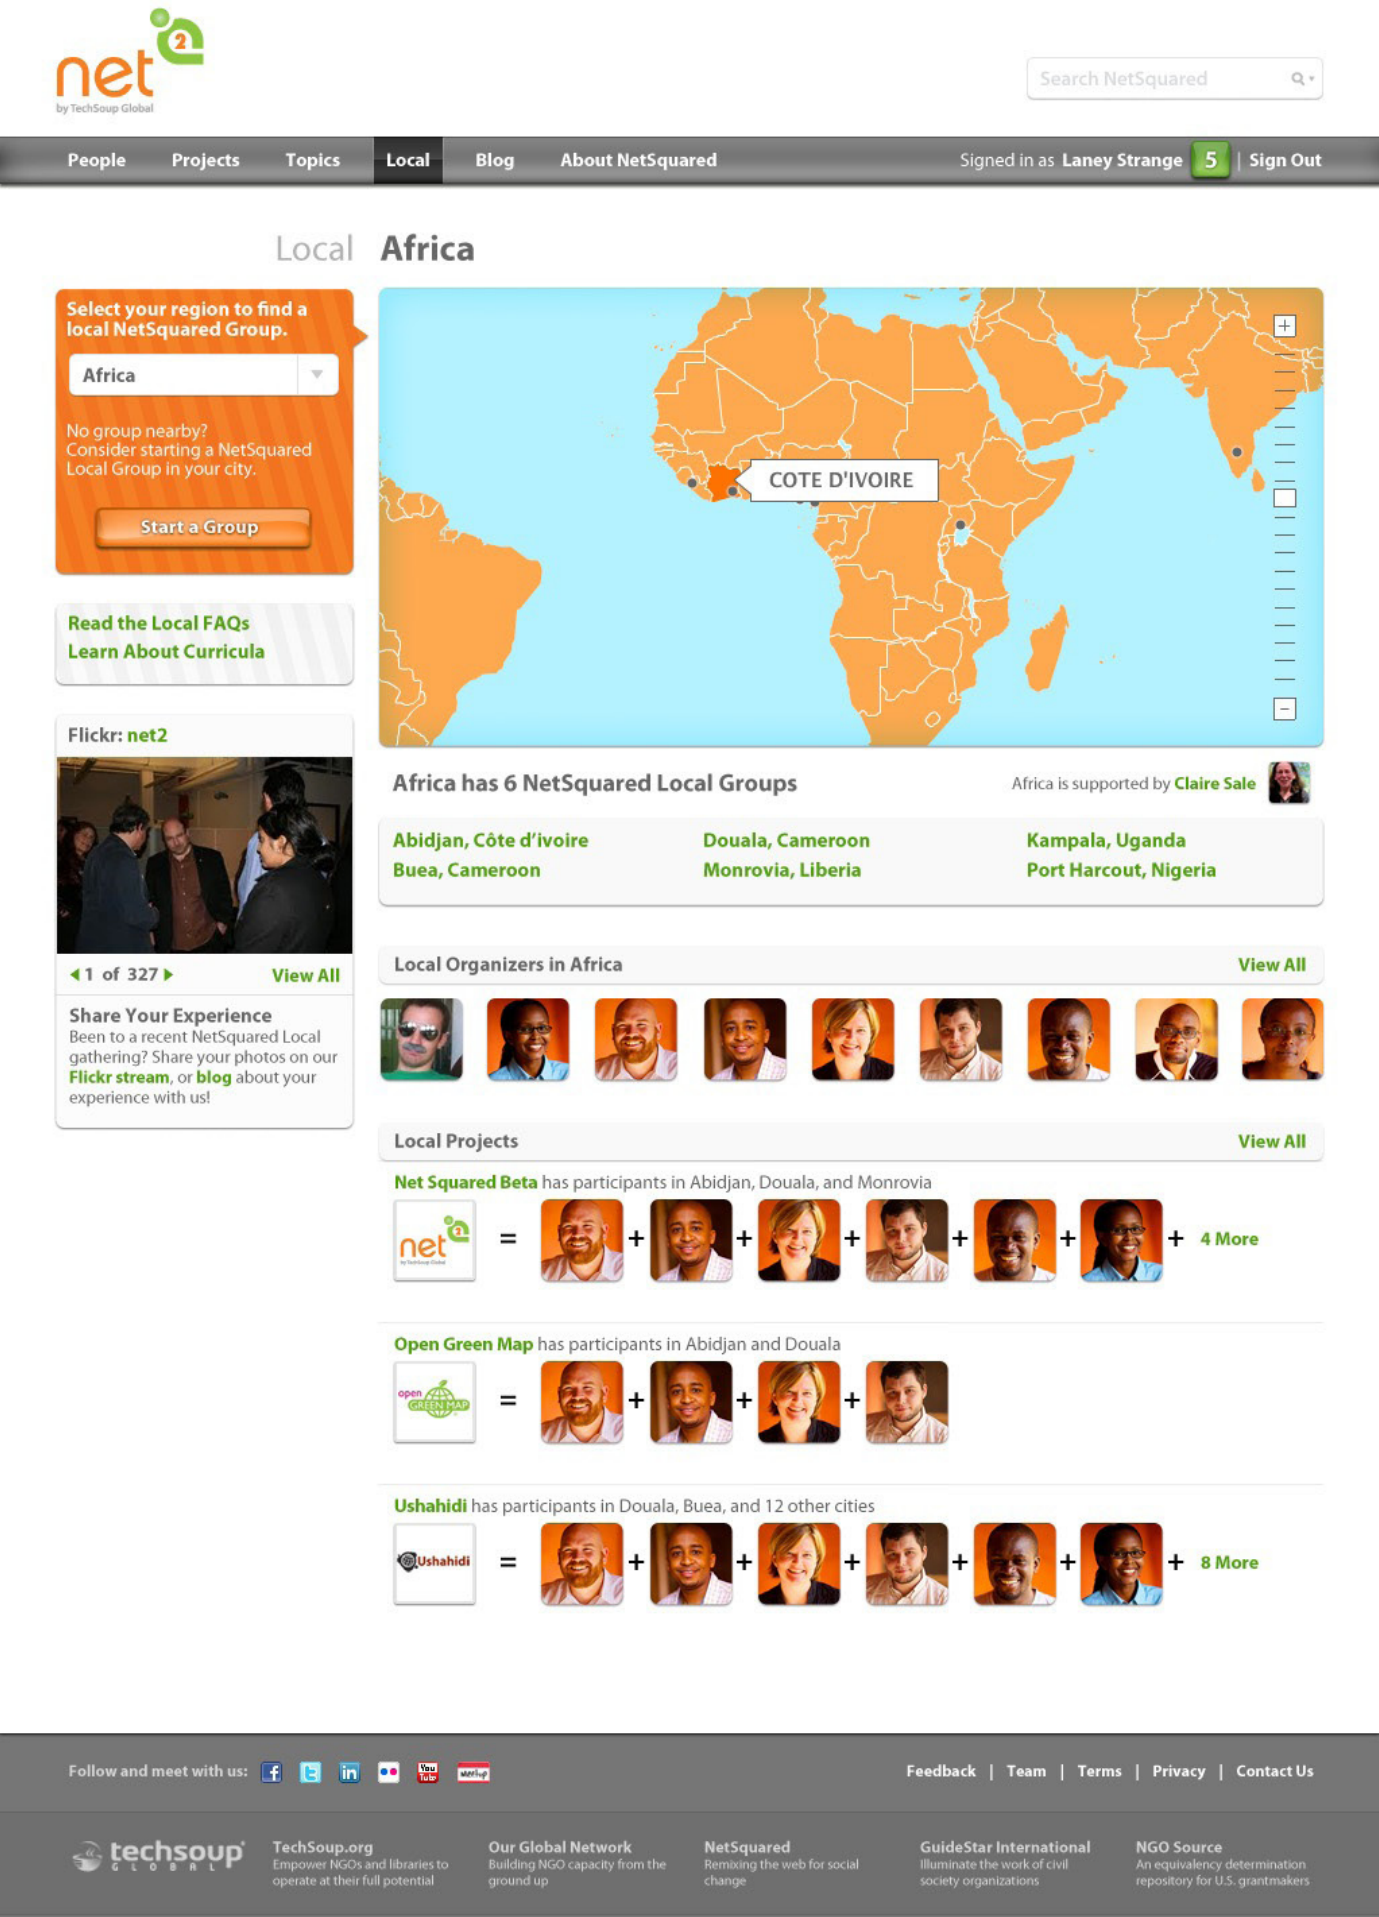 net2
by TechSoup Global
Search NetSquared
People Projects Topics Local Blog About NetSquared Signed in as Laney Strange 5 | Sign Out
Local Africa
Select your region to find a
local NetSquared Group.
Africa
No group nearby?
Consider starting a NetSquared
Local Group in your city.
Start a Group
Read the Local FAQs
Learn About Curricula
Flickr: net2
1 of 327 View All
Share Your Experience
Been to a recent NetSquared Local
gathering? Share your photos on our
Flickr stream, or blog about your
experience with us!
+
COTE D'IVOIRE
−
Africa has 6 NetSquared Local Groups
Africa is supported by Claire Sale
Abidjan, Côte d’ivoire Douala, Cameroon Kampala, Uganda
Buea, Cameroon Monrovia, Liberia Port Harcout, Nigeria
Local Organizers in Africa View All
Local Projects View All
Net Squared Beta has participants in Abidjan, Douala, and Monrovia
net2
by TechSoup Global
= + + + + + + 4 More
Open Green Map has participants in Abidjan and Douala
open
GREEN MAP
= + + +
Ushahidi has participants in Douala, Buea, and 12 other cities
Ushahidi = + + + + + + 8 More
Follow and meet with us: f t in You Tube Meetup
Feedback | Team | Terms | Privacy | Contact Us
techsoup
GLOBAL
TechSoup.org
Empower NGOs and libraries to
operate at their full potential
Our Global Network
Building NGO capacity from the
ground up
NetSquared
Remixing the web for social
change
GuideStar International
Illuminate the work of civil
society organizations
NGO Source
An equivalency determination
repository for U.S. grantmakers